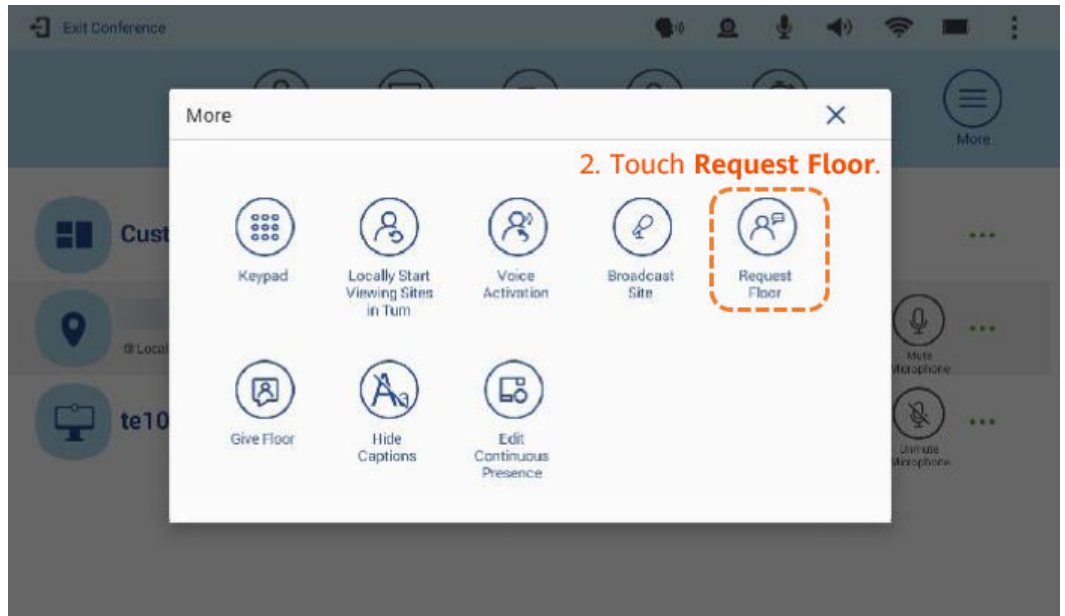 Exit Conference
More
More
2. Touch Request Floor.
Cust
Keypad
Locally Start
Viewing Sites
in Turn
Voice
Activation
Broadcast
Site
Request
Floor
@Local
Mute
Microphone
te10
Give Floor
Hide
Captions
Edit
Continuous
Presence
Unmute
Microphone